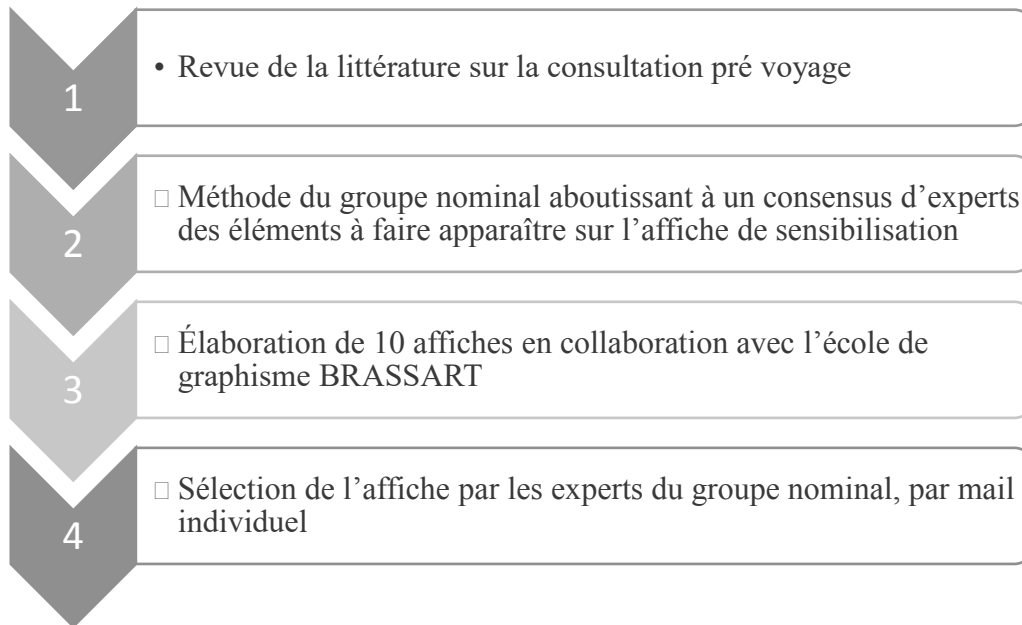 1
• Revue de la littérature sur la consultation pré voyage
2
□ Méthode du groupe nominal aboutissant à un consensus d’experts
des éléments à faire apparaître sur l’affiche de sensibilisation
3
□ Élaboration de 10 affiches en collaboration avec l’école de
graphisme BRASSART
4
□ Sélection de l’affiche par les experts du groupe nominal, par mail
individuel